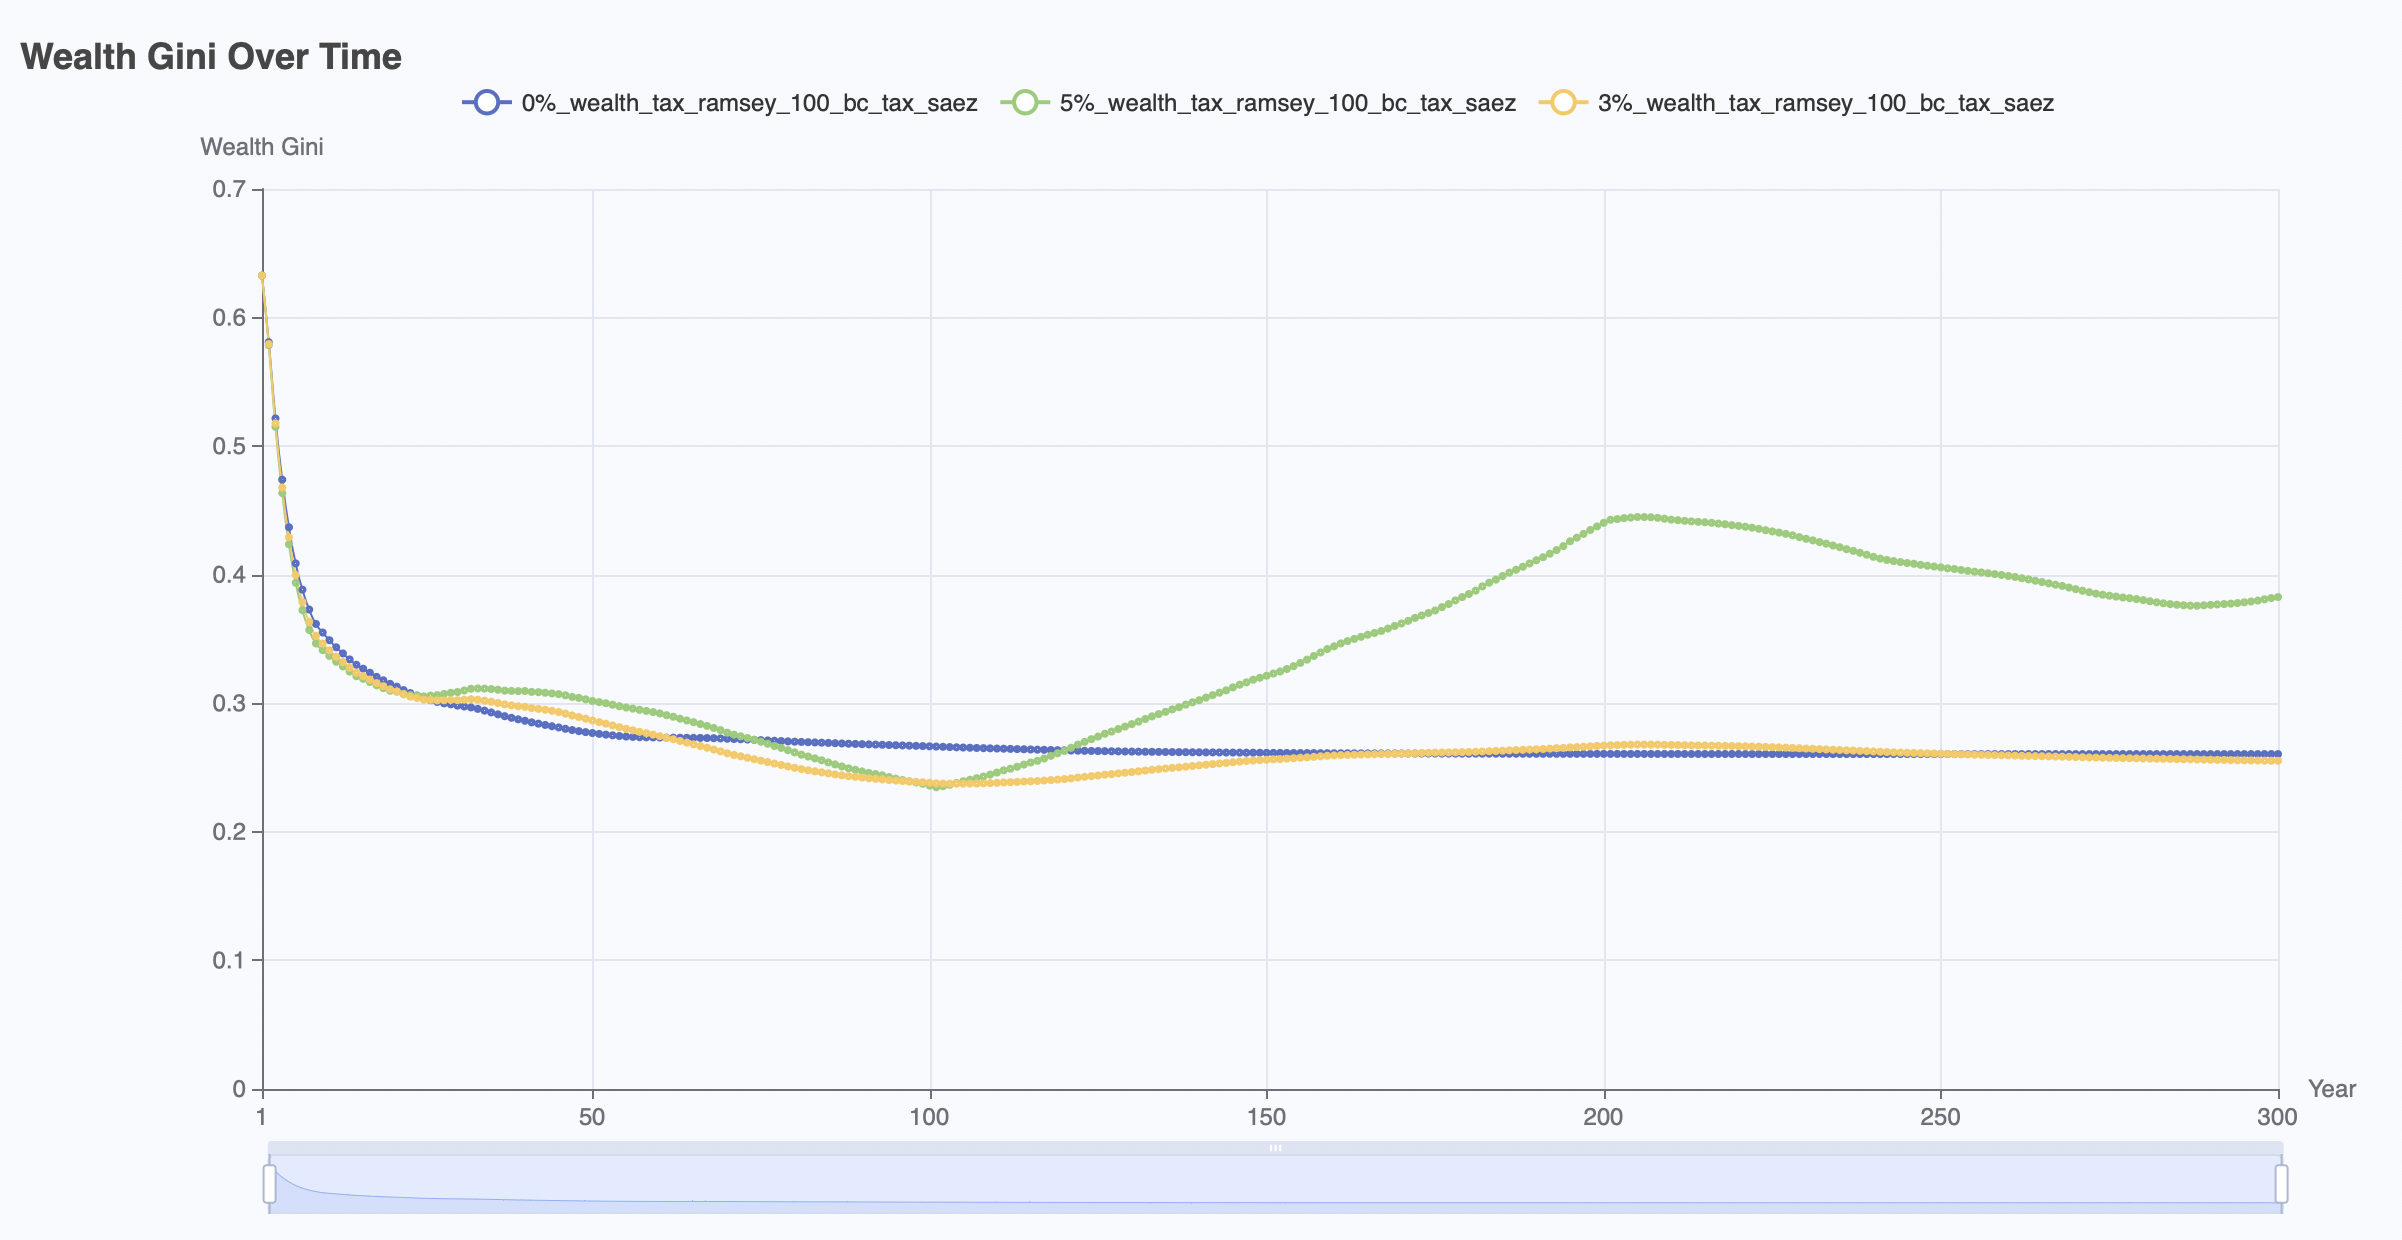 Wealth Gini Over Time
0%_wealth_tax_ramsey_100_bc_tax_saez 5%_wealth_tax_ramsey_100_bc_tax_saez 3%_wealth_tax_ramsey_100_bc_tax_saez
Wealth Gini
0.7
0.6
0.5
0.4
0.3
0.2
0.1
0
Year
1 50 100 150 200 250 300